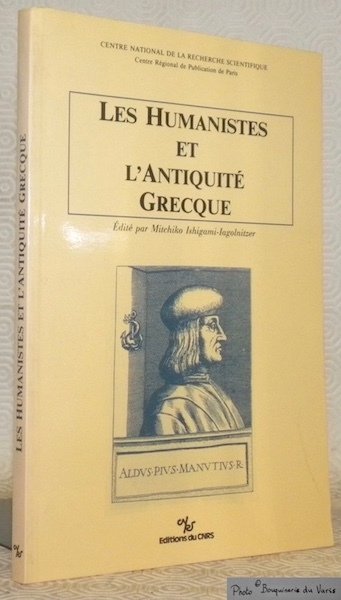 CENTRE NATIONAL DE LA RECHERCHE SCIENTIFIQUE
Centre Régional de Publication de Paris
LES HUMANISTES
ET
L'ANTIQUITÉ
GRECQUE
Édité par Mitchiko Ishigami-Iagolnitzer
ALDVS·PIVS·MANVTIVS·R·
Editions du CNRS
LES HUMANISTES ET L'ANTIQUITÉ GRECQUE
Photo © Bouquinerie du Varis